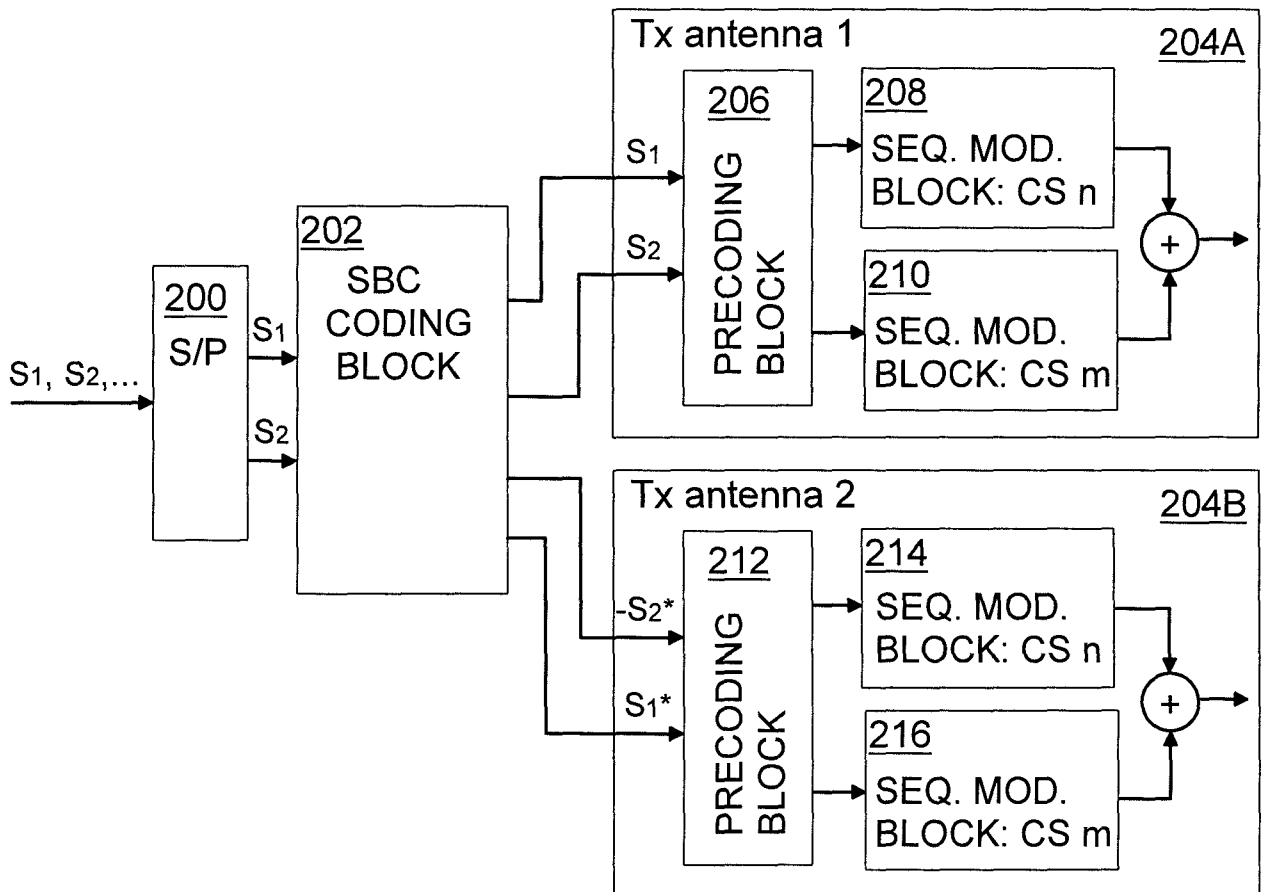 S1, S2,...
200
S/P
S1
S2
202
SBC
CODING
BLOCK
Tx antenna 1
204A
S1
S2
206
PRECODING
BLOCK
208
SEQ. MOD.
BLOCK: CS n
210
SEQ. MOD.
BLOCK: CS m
+
Tx antenna 2
204B
-S2*
S1*
212
PRECODING
BLOCK
214
SEQ. MOD.
BLOCK: CS n
216
SEQ. MOD.
BLOCK: CS m
+